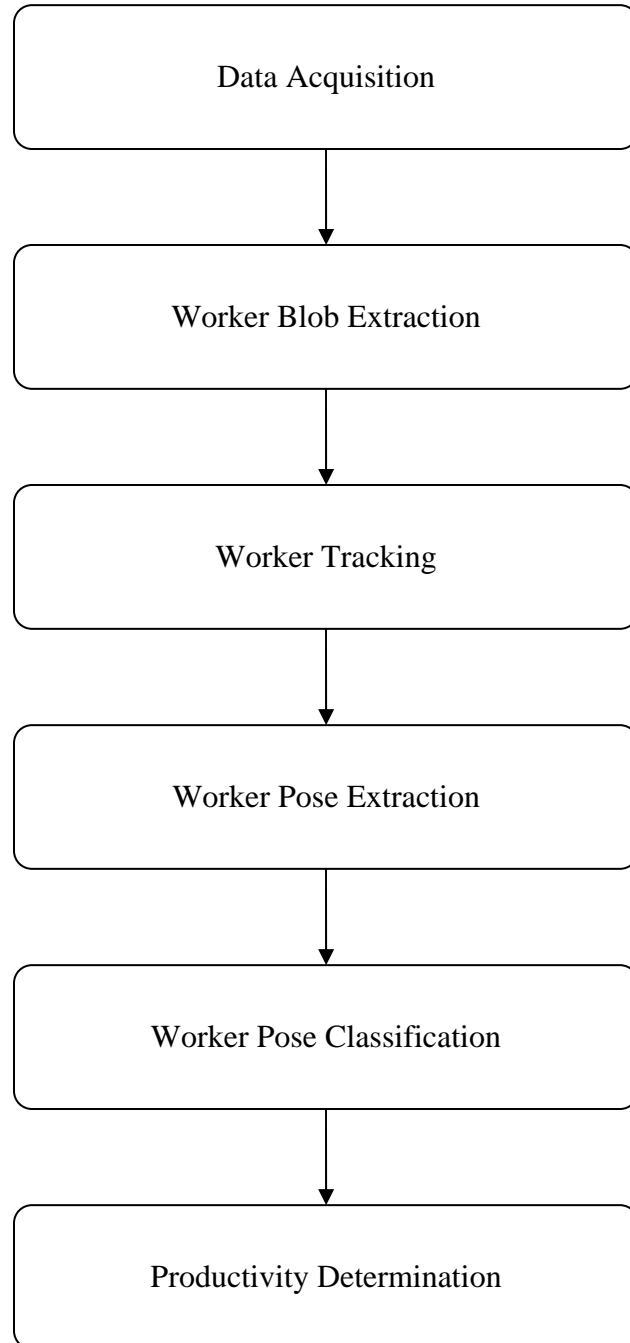 Data Acquisition
Worker Blob Extraction
Worker Tracking
Worker Pose Extraction
Worker Pose Classification
Productivity Determination